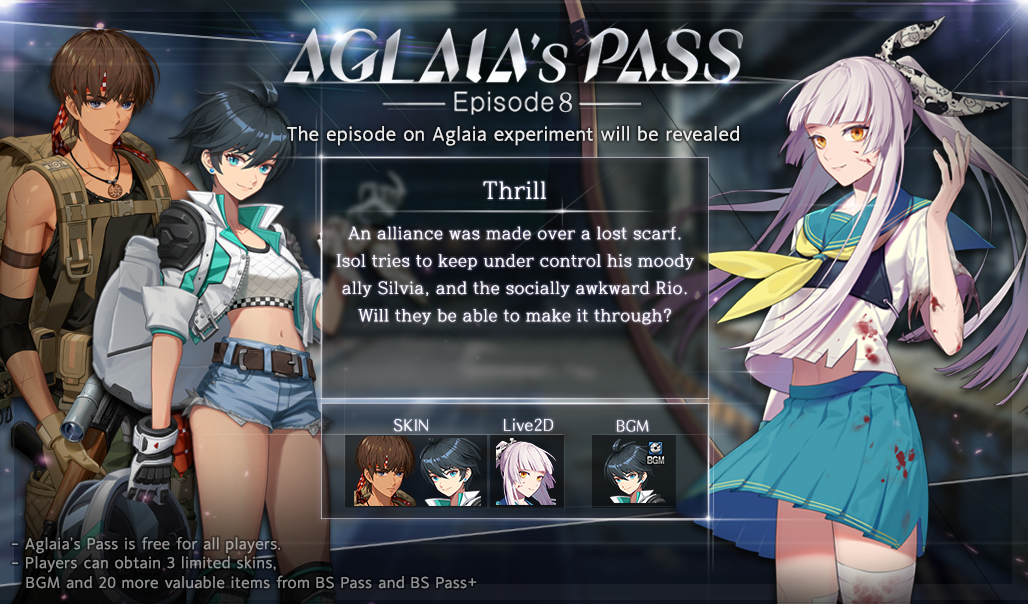 AGLAIA's PASS
Episode 8
The episode on Aglaia experiment will be revealed
Thrill
An alliance was made over a lost scarf.
Isol tries to keep under control his moody
ally Silvia, and the socially awkward Rio.
Will they be able to make it through?
SKIN
Live2D
BGM
BGM
- Aglaia's Pass is free for all players.
- Players can obtain 3 limited skins,
BGM and 20 more valuable items from BS Pass and BS Pass+